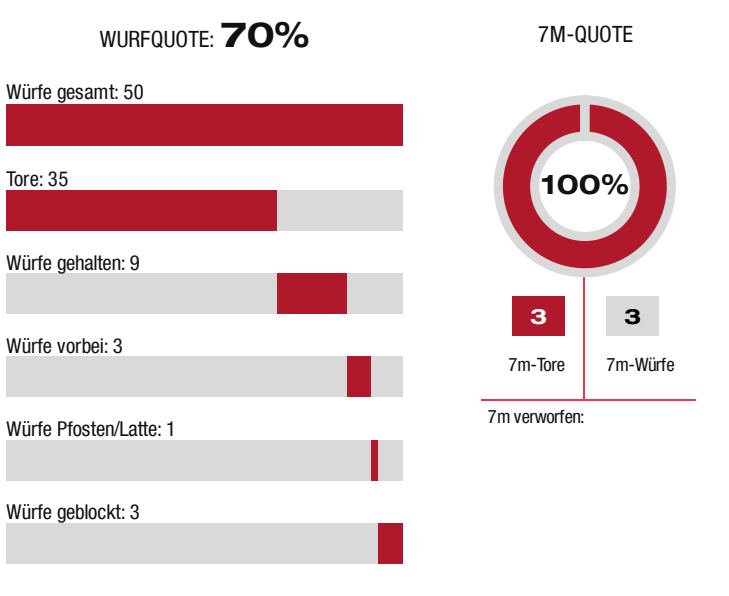 WURFQUOTE: 70%
Würfe gesamt: 50
Tore: 35
Würfe gehalten: 9
Würfe vorbei: 3
Würfe Pfosten/Latte: 1
Würfe geblockt: 3
7M-QUOTE
100%
3 3
7m-Tore 7m-Würfe
7m verworfen: